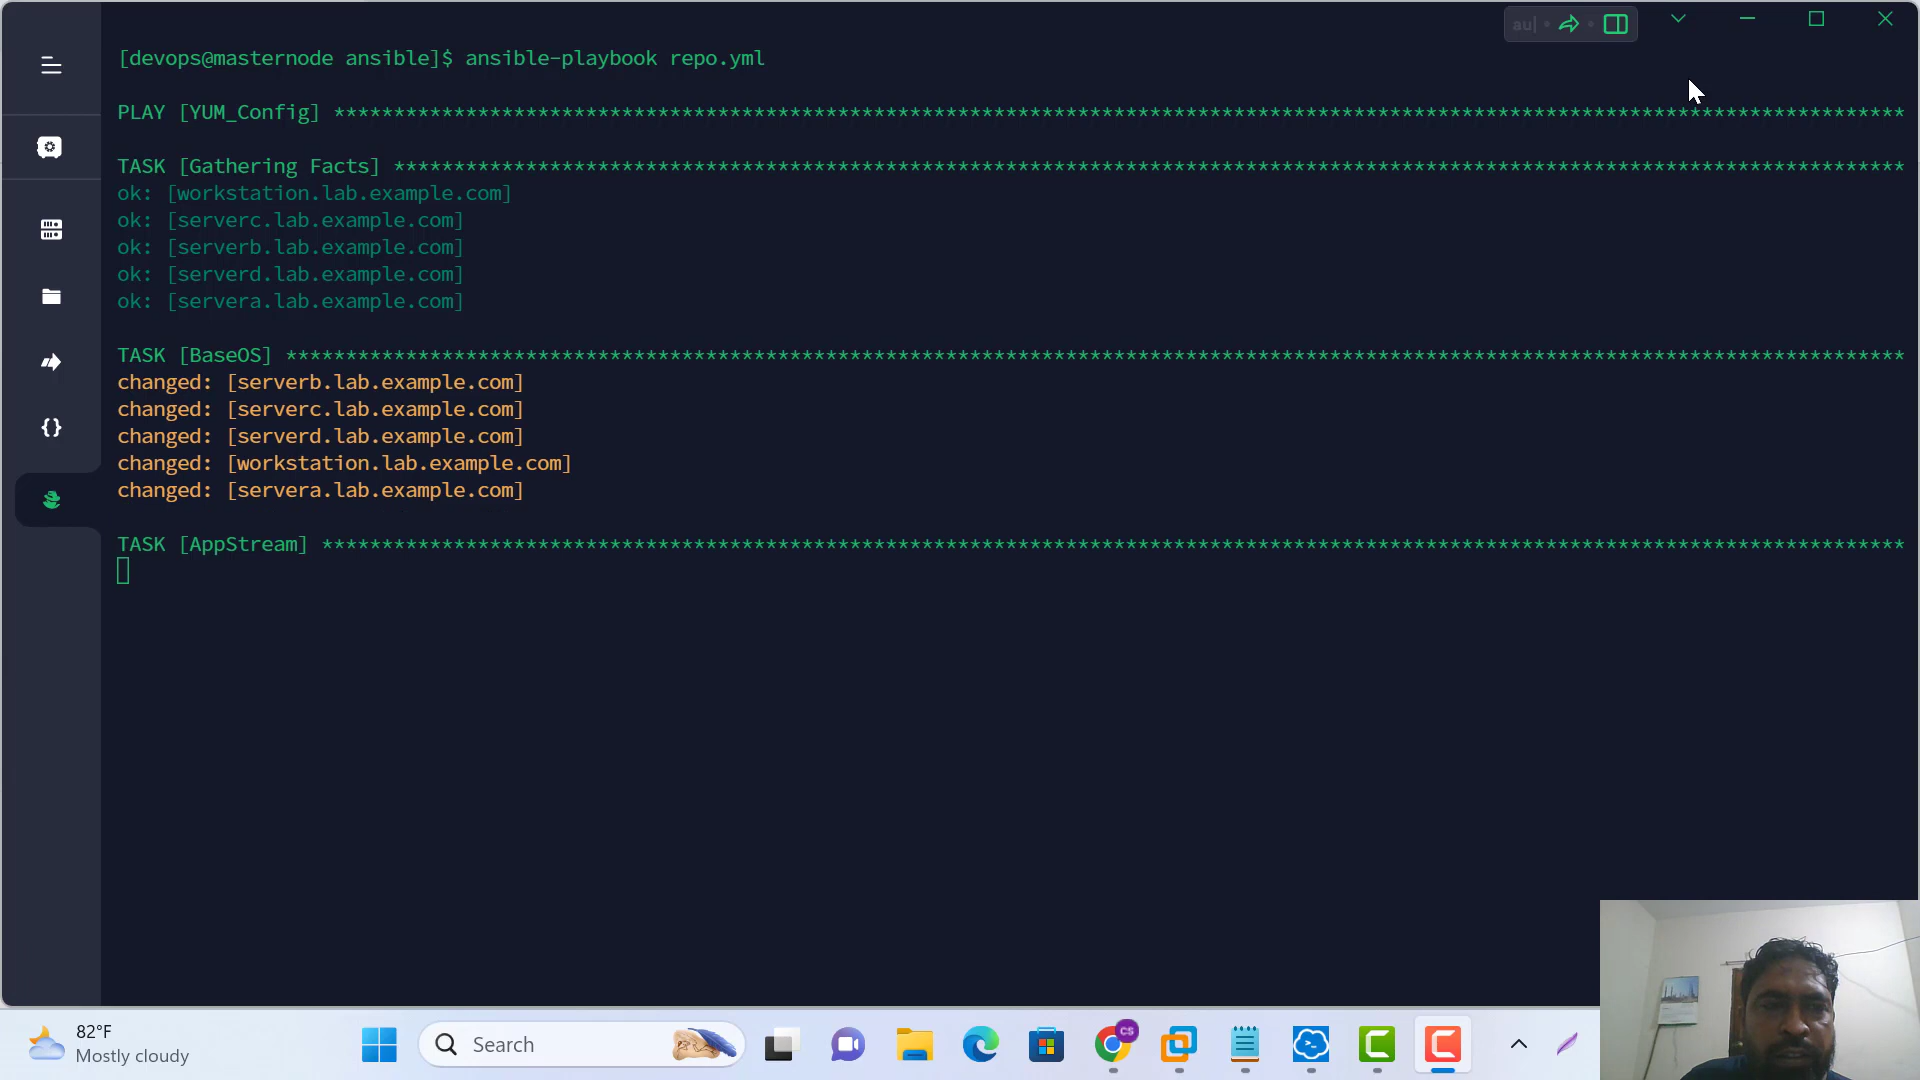 au|
[devops@masternode ansible]$ ansible-playbook repo.yml
PLAY [YUM_Config] ***********************************************************************************************************************************
TASK [Gathering Facts] ******************************************************************************************************************************
ok: [workstation.lab.example.com]
ok: [serverc.lab.example.com]
ok: [serverb.lab.example.com]
ok: [serverd.lab.example.com]
ok: [servera.lab.example.com]
TASK [BaseOS] ***************************************************************************************************************************************
changed: [serverb.lab.example.com]
changed: [serverc.lab.example.com]
changed: [serverd.lab.example.com]
changed: [workstation.lab.example.com]
changed: [servera.lab.example.com]
TASK [AppStream] ************************************************************************************************************************************
82°F
Mostly cloudy
Search
CS